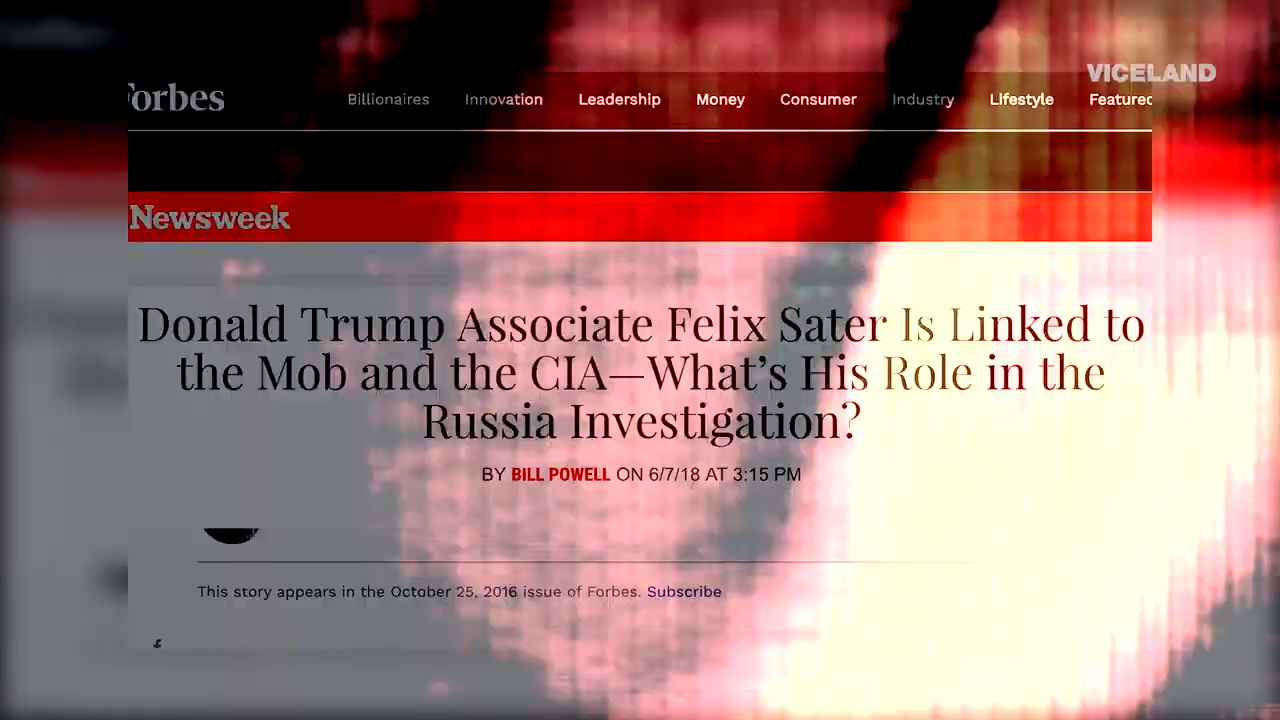 VICELAND
Forbes
Billionaires Innovation Leadership Money Consumer Industry Lifestyle Featured
Newsweek
Donald Trump Associate Felix Sater Is Linked to
the Mob and the CIA—What's His Role in the
Russia Investigation?
BY BILL POWELL ON 6/7/18 AT 3:15 PM
This story appears in the October 25, 2016 issue of Forbes. Subscribe